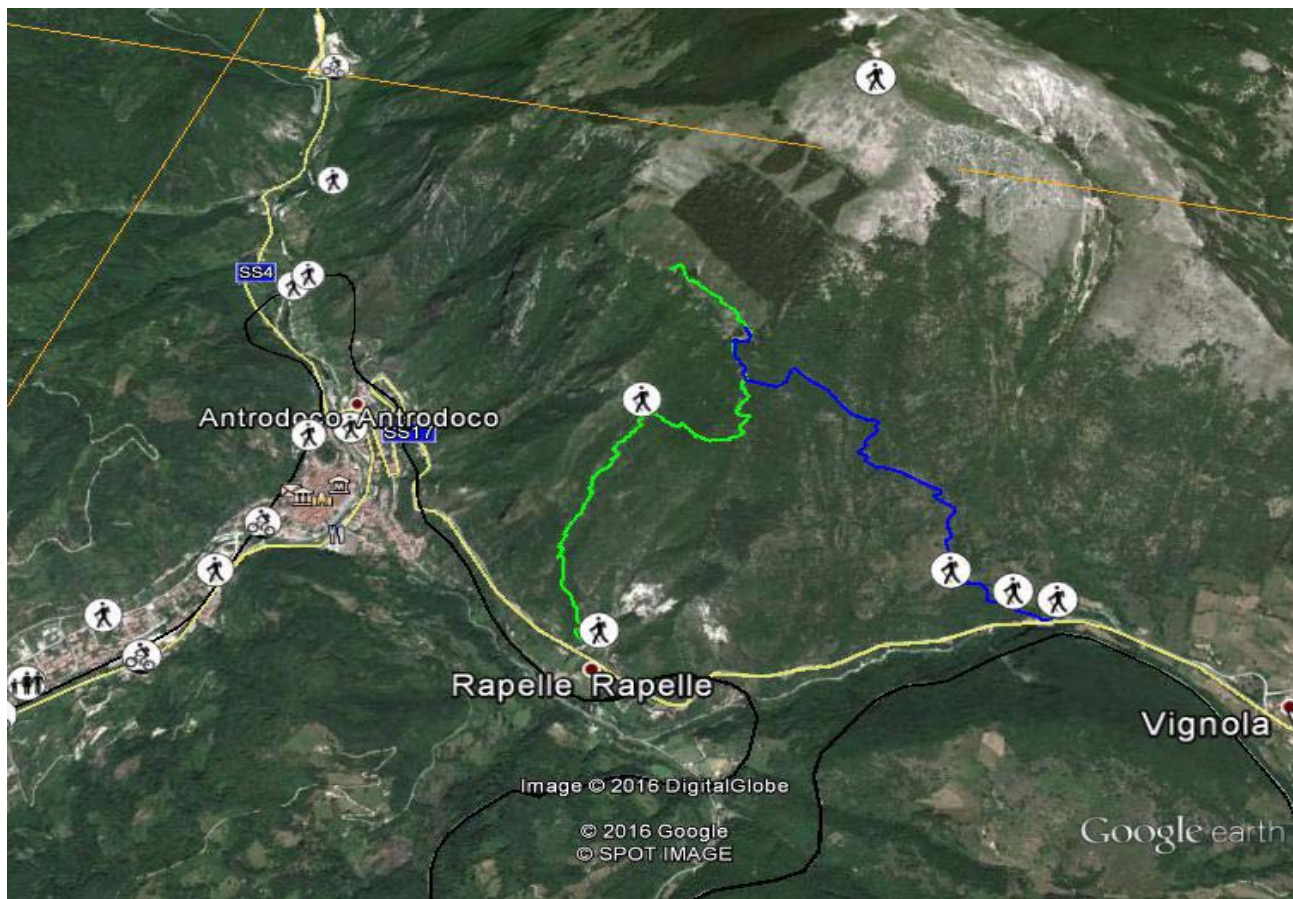 SS4
Antrodoco Antrodoco
SS17
Rapelle Rapelle
Vignola
Image © 2016 DigitalGlobe
© 2016 Google
© SPOT IMAGE
Google earth